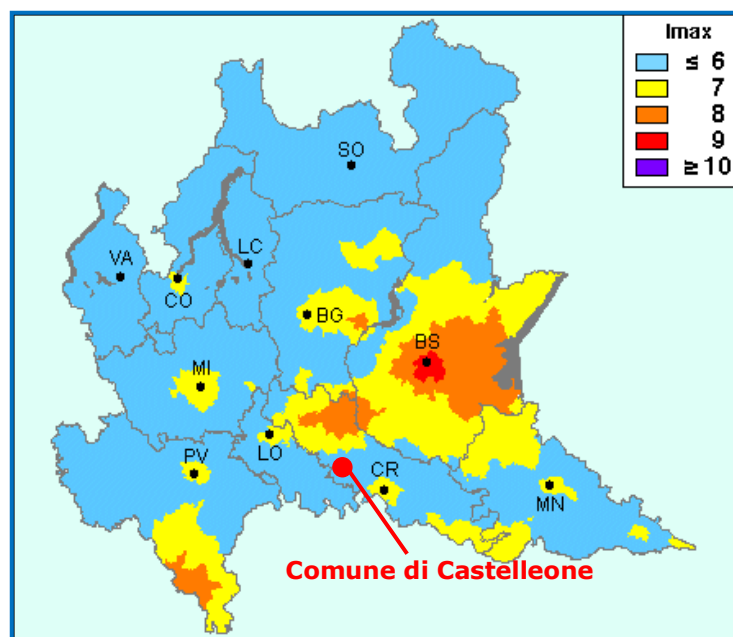 Imax
≤ 6
7
8
9
≥ 10
SO
VA
CO
LC
BG
BS
MI
LO
PV
CR
MN
Comune di Castelleone